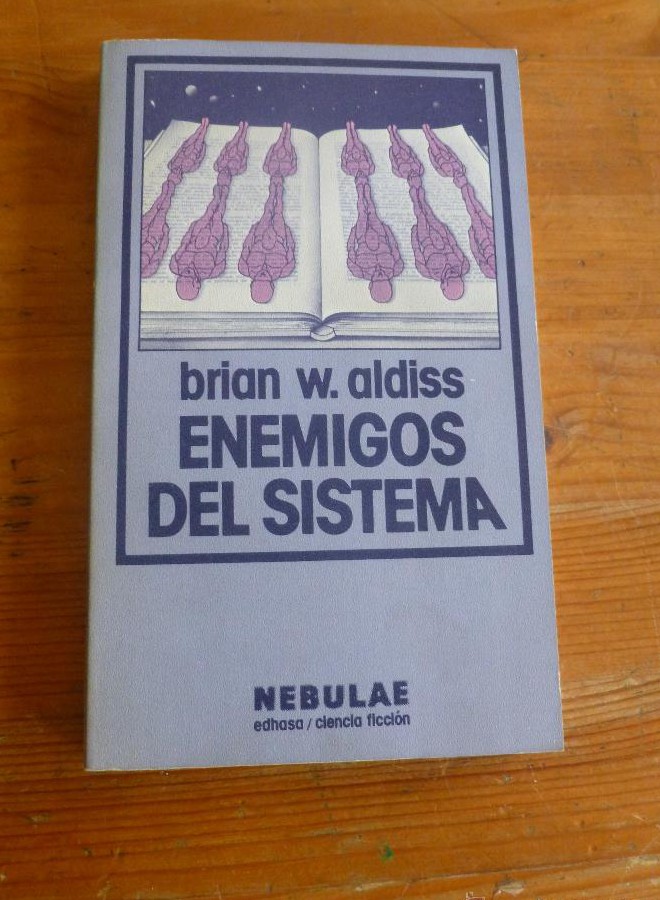 brian w. aldiss
ENEMIGOS
DEL SISTEMA
NEBULAE
edhasa / ciencia ficción